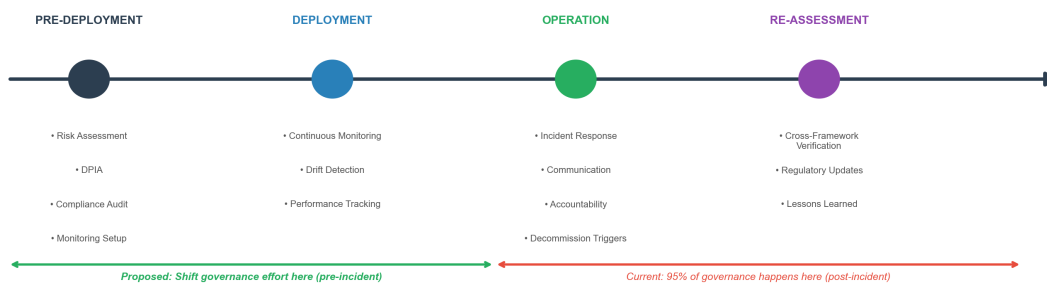 PRE-DEPLOYMENT
DEPLOYMENT
OPERATION
RE-ASSESSMENT
• Risk Assessment
• DPIA
• Compliance Audit
• Monitoring Setup
• Continuous Monitoring
• Drift Detection
• Performance Tracking
• Incident Response
• Communication
• Accountability
• Decommission Triggers
• Cross-Framework
Verification
• Regulatory Updates
• Lessons Learned
Proposed: Shift governance effort here (pre-incident)
Current: 95% of governance happens here (post-incident)